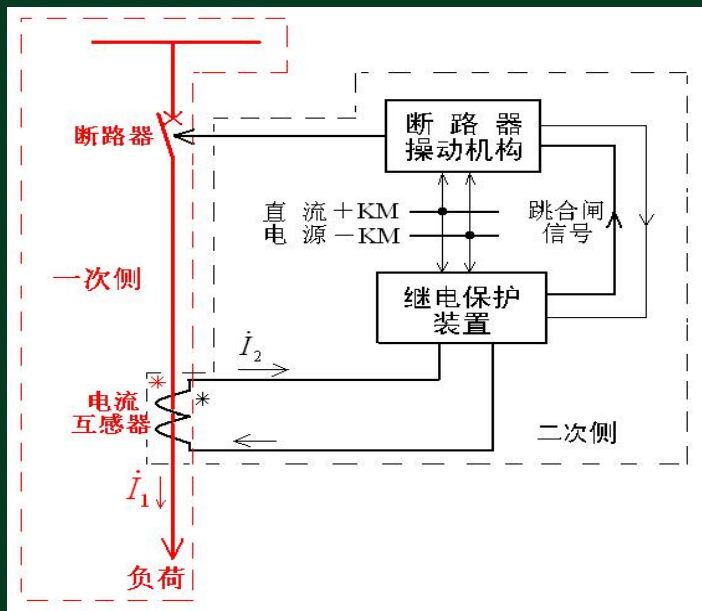 断路器
断路器
操动机构
直流+KM
电源-KM
跳合闸
信号
一次侧
继电保护
装置
İ₂
*
*
电流
互感器
二次侧
İ₁
负荷